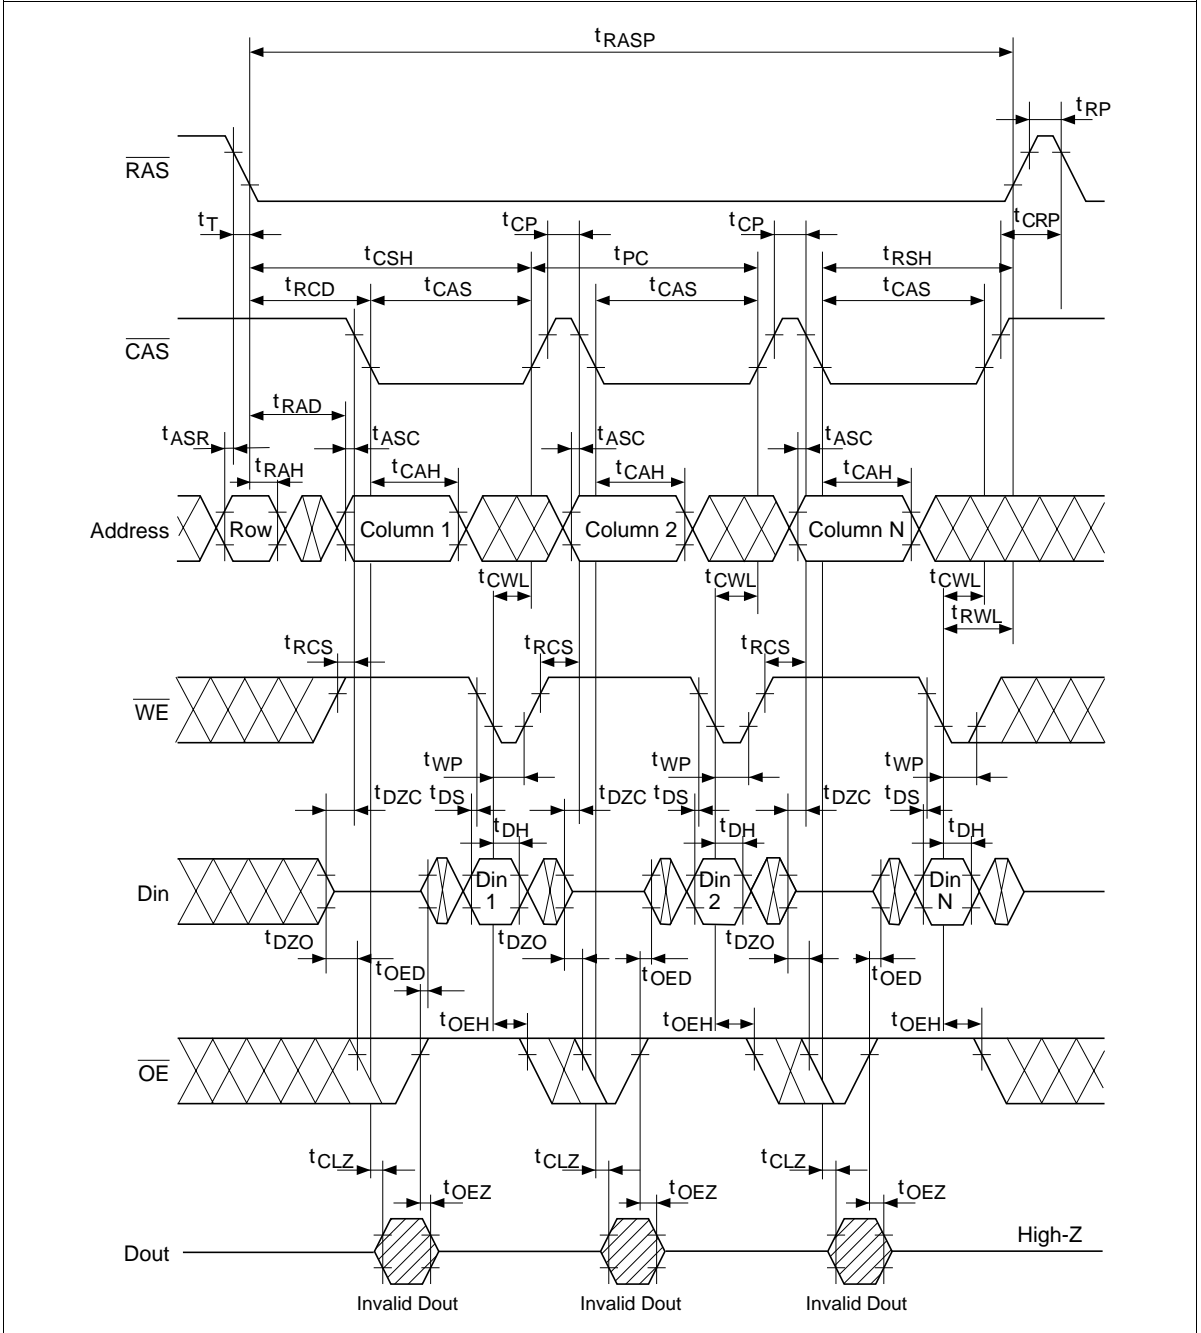 tRASP
tRP
RAS
tT tCP tCP tCRP
tCSH tPC tRSH
tRCD tCAS tCAS tCAS
CAS
tRAD
tASR tASC tASC tASC
tRAH tCAH tCAH tCAH
Address Row Column 1 Column 2 Column N
tCWL tCWL tCWL
tRWL
tRCS tRCS tRCS
WE
tWP tWP tWP
tDZC tDS tDZC tDS tDZC tDS
tDH tDH tDH
Din Din 1 Din 2 Din N
tDZO tDZO tDZO
tOED tOED tOED
tOEH tOEH tOEH
OE
tCLZ tCLZ tCLZ
tOEZ tOEZ tOEZ
High-Z
Dout
Invalid Dout Invalid Dout Invalid Dout